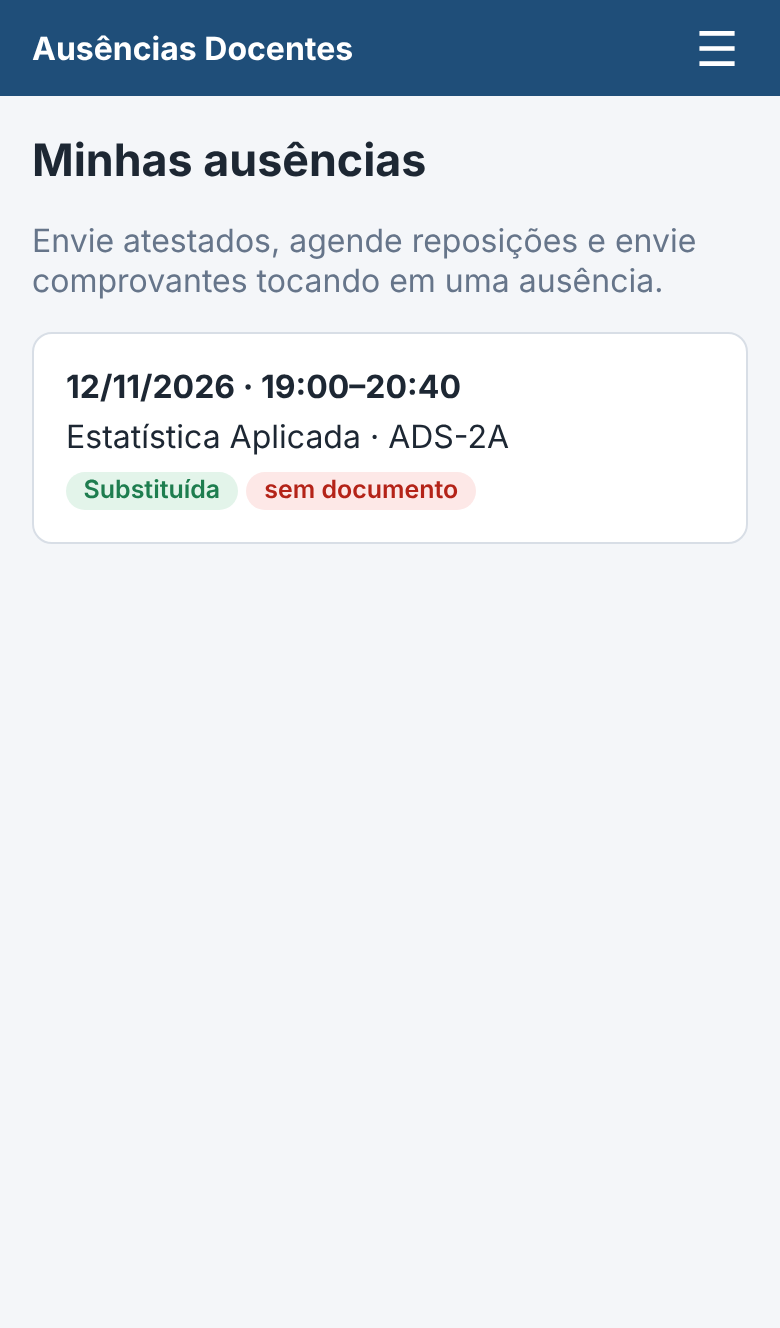 Ausências Docentes
Minhas ausências
Envie atestados, agende reposições e envie
comprovantes tocando em uma ausência.
12/11/2026 · 19:00–20:40
Estatística Aplicada · ADS-2A
Substituída sem documento